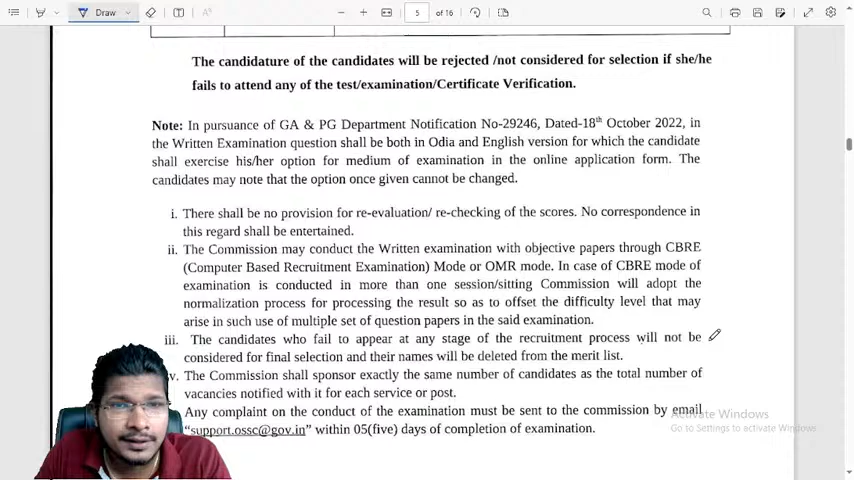 Draw
5 of 16
The candidature of the candidates will be rejected /not considered for selection if she/he
fails to attend any of the test/examination/Certificate Verification.
Note: In pursuance of GA & PG Department Notification No-29246, Dated-18th October 2022, in
the Written Examination question shall be both in Odia and English version for which the candidate
shall exercise his/her option for medium of examination in the online application form. The
candidates may note that the option once given cannot be changed.
i. There shall be no provision for re-evaluation/ re-checking of the scores. No correspondence in
this regard shall be entertained.
ii. The Commission may conduct the Written examination with objective papers through CBRE
(Computer Based Recruitment Examination) Mode or OMR mode. In case of CBRE mode of
examination is conducted in more than one session/sitting Commission will adopt the
normalization process for processing the result so as to offset the difficulty level that may
arise in such use of multiple set of question papers in the said examination.
iii. The candidates who fail to appear at any stage of the recruitment process will not be
considered for final selection and their names will be deleted from the merit list.
v. The Commission shall sponsor exactly the same number of candidates as the total number of
vacancies notified with it for each service or post.
Any complaint on the conduct of the examination must be sent to the commission by email
"support.ossc@gov.in" within 05(five) days of completion of examination.
Activate Windows
Go to Settings to activate Windows.